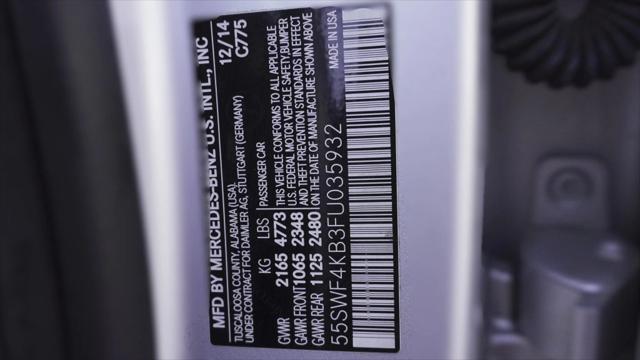 MFD BY MERCEDES-BENZ U.S. INTL., INC 12/14
TUSCALOOSA COUNTY, ALABAMA (USA) C775
UNDER CONTRACT FOR DAIMLER AG, STUTTGART (GERMANY)
KG LBS PASSENGER CAR
GVWR 2165 4773 THIS VEHICLE CONFORMS TO ALL APPLICABLE
U.S. FEDERAL MOTOR VEHICLE SAFETY, BUMPER
GAWR FRONT 1065 2348 AND THEFT PREVENTION STANDARDS IN EFFECT
GAWR REAR 1125 2480 ON THE DATE OF MANUFACTURE SHOWN ABOVE
55SWF4KB3FU035932 MADE IN USA